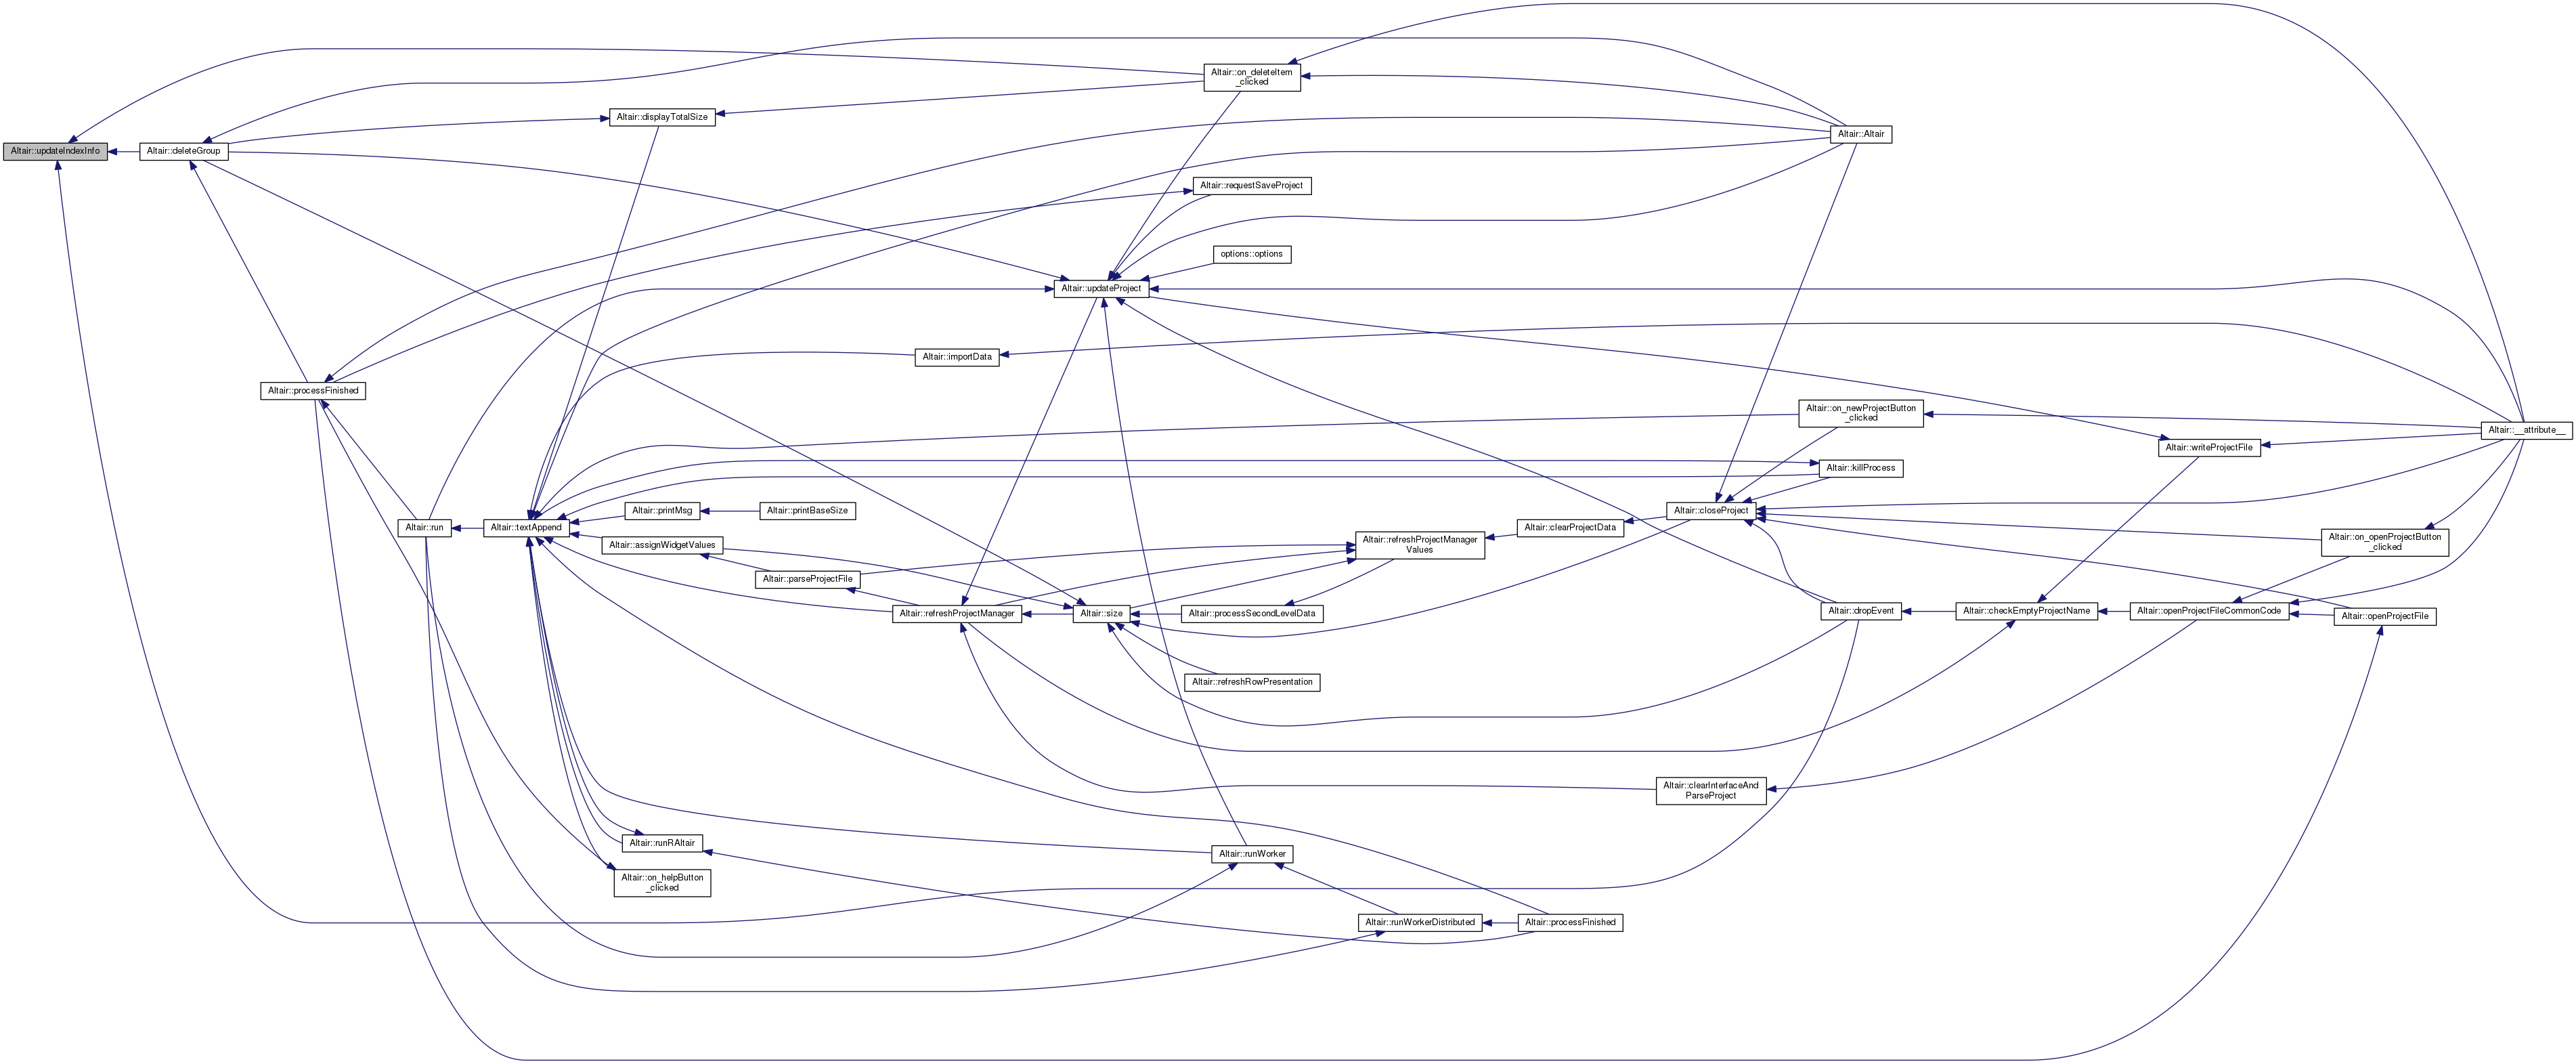 Altair::updateIndexInfo
Altair::deleteGroup
Altair::processFinished
Altair::run
Altair::textAppend
Altair::displayTotalSize
Altair::printMsg
Altair::assignWidgetValues
Altair::runRAltair
Altair::on_helpButton
_clicked
Altair::printBaseSize
Altair::parseProjectFile
Altair::importData
Altair::refreshProjectManager
Altair::updateProject
Altair::size
Altair::on_deleteItem
_clicked
Altair::requestSaveProject
options::options
Altair::processSecondLevelData
Altair::refreshRowPresentation
Altair::runWorker
Altair::refreshProjectManager
Values
Altair::runWorkerDistributed
Altair::clearProjectData
Altair::processFinished
Altair::closeProject
Altair::clearInterfaceAnd
ParseProject
Altair::Altair
Altair::on_newProjectButton
_clicked
Altair::killProcess
Altair::dropEvent
Altair::checkEmptyProjectName
Altair::writeProjectFile
Altair::openProjectFileCommonCode
Altair::on_openProjectButton
_clicked
Altair::openProjectFile
Altair::__attribute__